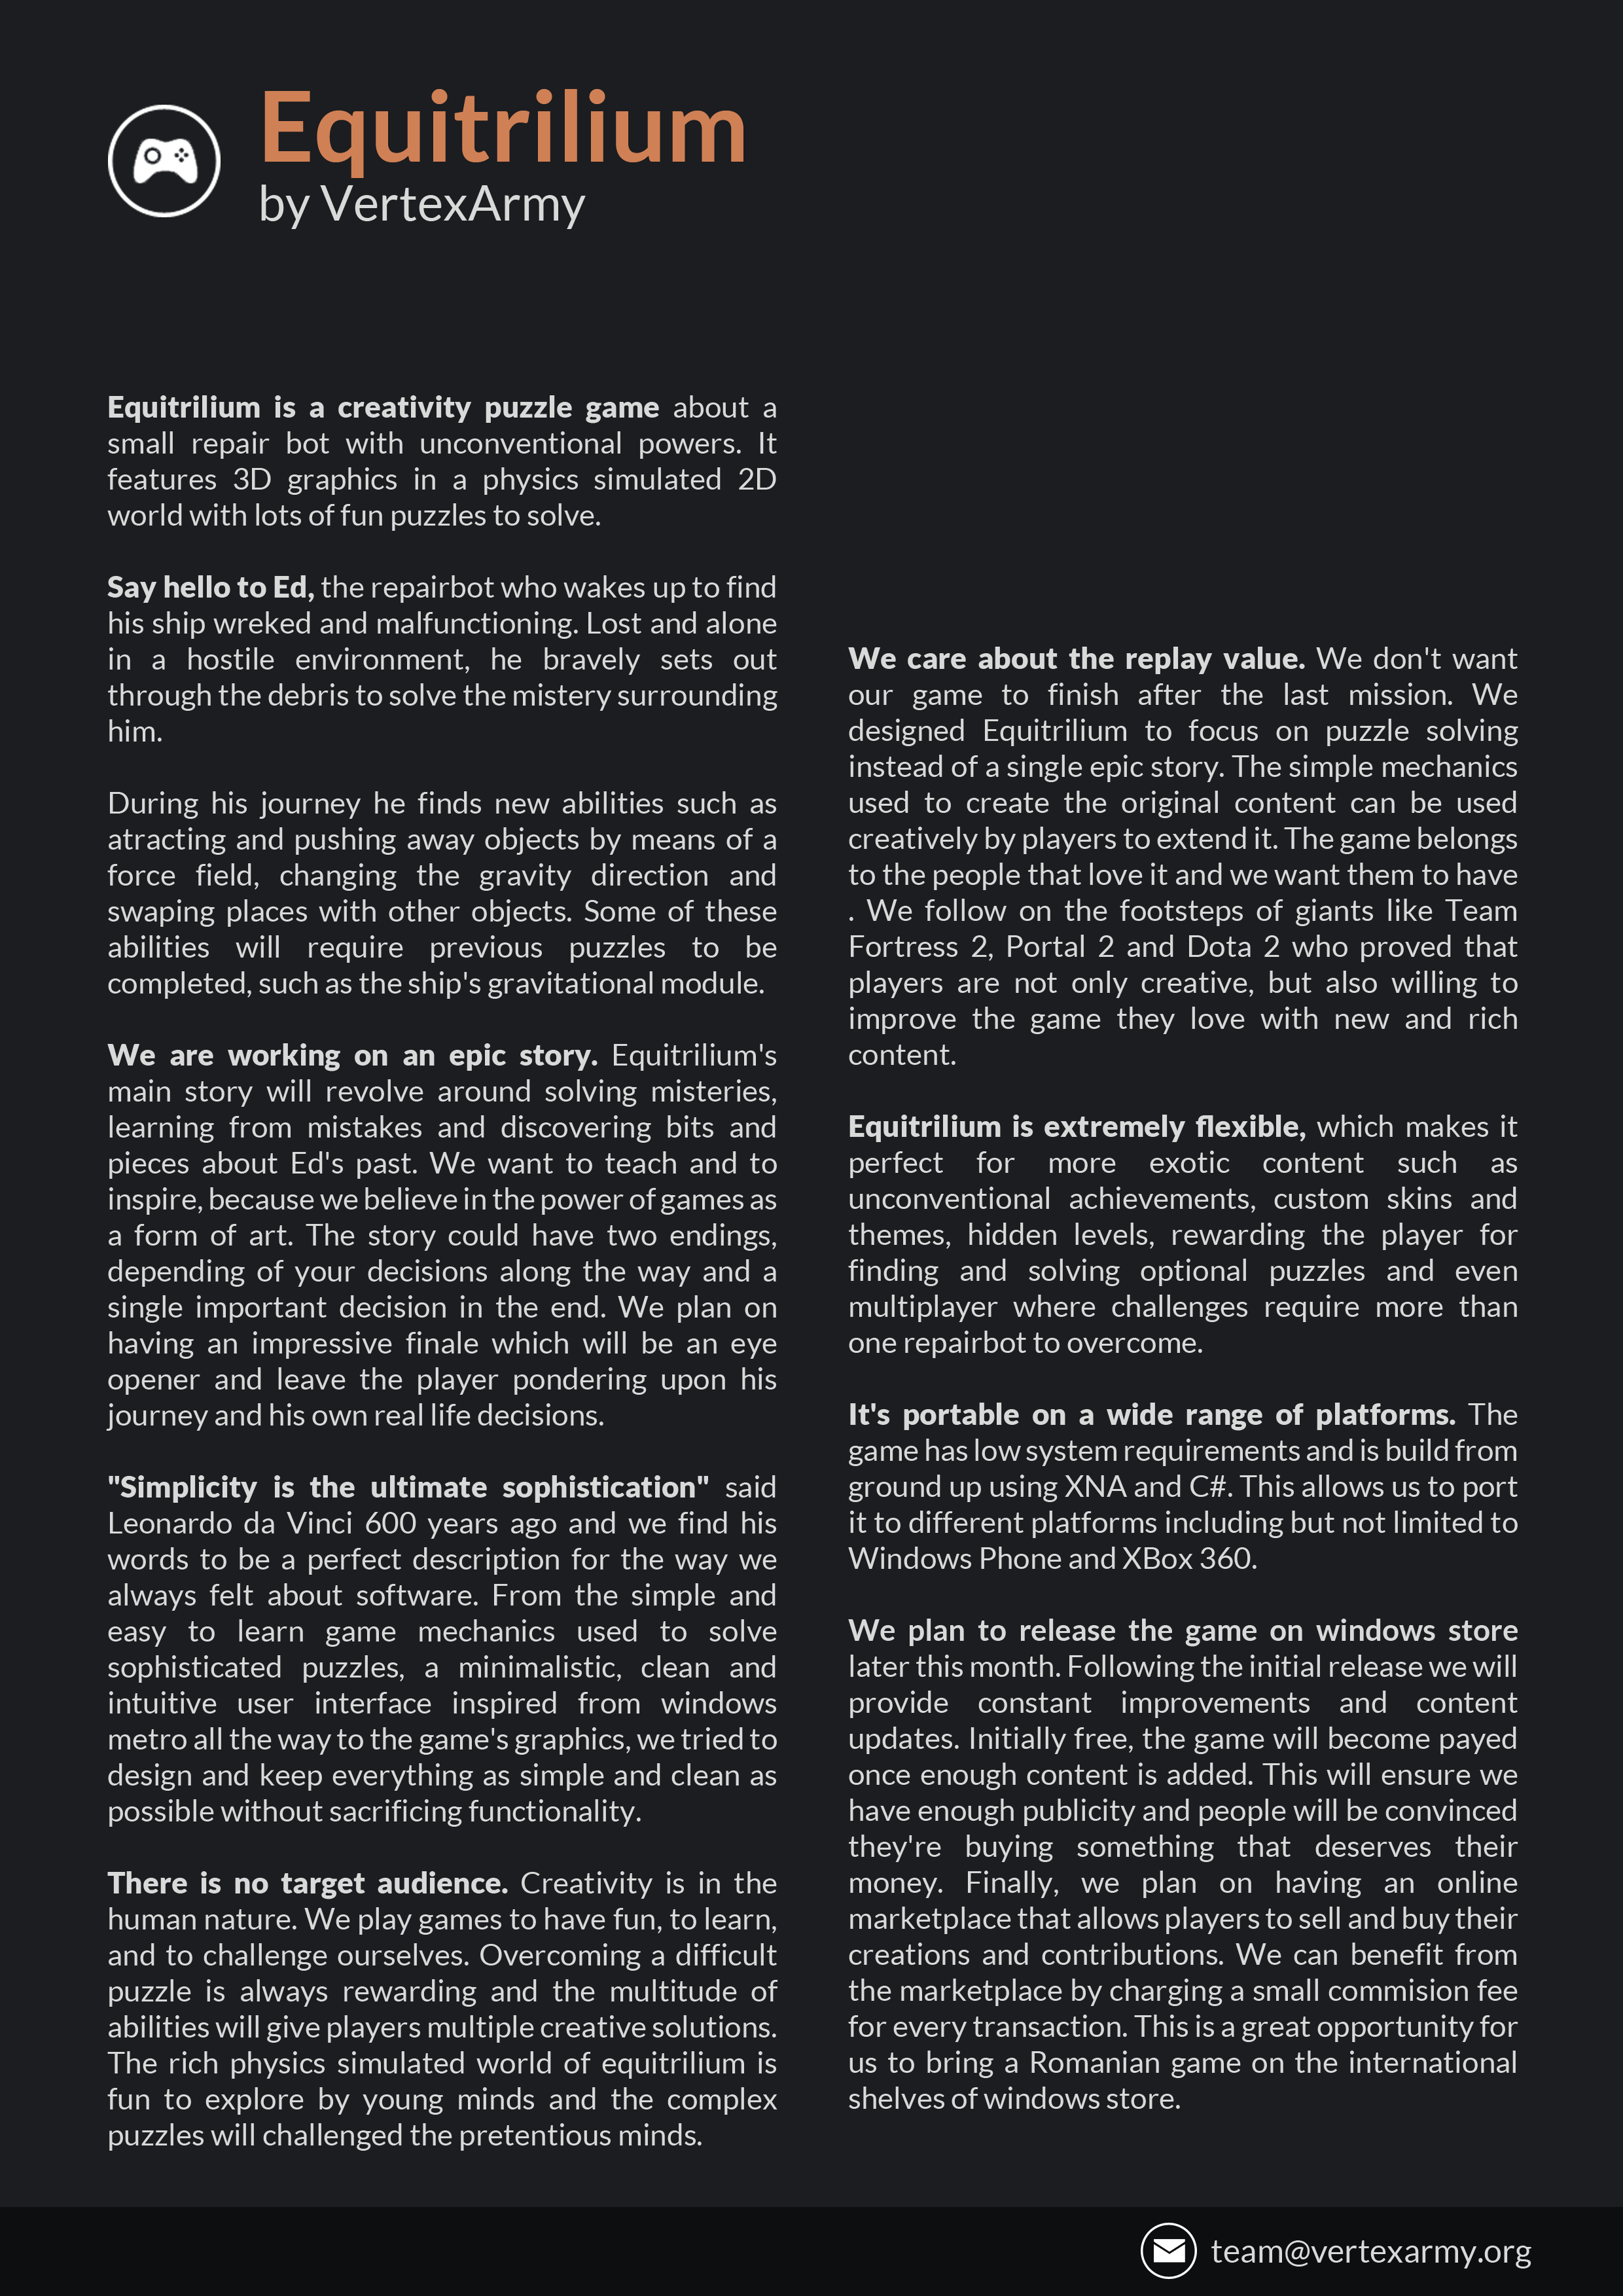 Equitrilium
by VertexArmy
Equitrilium is a creativity puzzle game about a
small repair bot with unconventional powers. It
features 3D graphics in a physics simulated 2D
world with lots of fun puzzles to solve.
Say hello to Ed, the repairbot who wakes up to find
his ship wreked and malfunctioning. Lost and alone
in a hostile environment, he bravely sets out
through the debris to solve the mistery surrounding
him.
During his journey he finds new abilities such as
atracting and pushing away objects by means of a
force field, changing the gravity direction and
swaping places with other objects. Some of these
abilities will require previous puzzles to be
completed, such as the ship's gravitational module.
We are working on an epic story. Equitrilium's
main story will revolve around solving misteries,
learning from mistakes and discovering bits and
pieces about Ed's past. We want to teach and to
inspire, because we believe in the power of games as
a form of art. The story could have two endings,
depending of your decisions along the way and a
single important decision in the end. We plan on
having an impressive finale which will be an eye
opener and leave the player pondering upon his
journey and his own real life decisions.
"Simplicity is the ultimate sophistication" said
Leonardo da Vinci 600 years ago and we find his
words to be a perfect description for the way we
always felt about software. From the simple and
easy to learn game mechanics used to solve
sophisticated puzzles, a minimalistic, clean and
intuitive user interface inspired from windows
metro all the way to the game's graphics, we tried to
design and keep everything as simple and clean as
possible without sacrificing functionality.
There is no target audience. Creativity is in the
human nature. We play games to have fun, to learn,
and to challenge ourselves. Overcoming a difficult
puzzle is always rewarding and the multitude of
abilities will give players multiple creative solutions.
The rich physics simulated world of equitrilium is
fun to explore by young minds and the complex
puzzles will challenged the pretentious minds.
We care about the replay value. We don't want
our game to finish after the last mission. We
designed Equitrilium to focus on puzzle solving
instead of a single epic story. The simple mechanics
used to create the original content can be used
creatively by players to extend it. The game belongs
to the people that love it and we want them to have
. We follow on the footsteps of giants like Team
Fortress 2, Portal 2 and Dota 2 who proved that
players are not only creative, but also willing to
improve the game they love with new and rich
content.
Equitrilium is extremely flexible, which makes it
perfect for more exotic content such as
unconventional achievements, custom skins and
themes, hidden levels, rewarding the player for
finding and solving optional puzzles and even
multiplayer where challenges require more than
one repairbot to overcome.
It's portable on a wide range of platforms. The
game has low system requirements and is build from
ground up using XNA and C#. This allows us to port
it to different platforms including but not limited to
Windows Phone and XBox 360.
We plan to release the game on windows store
later this month. Following the initial release we will
provide constant improvements and content
updates. Initially free, the game will become payed
once enough content is added. This will ensure we
have enough publicity and people will be convinced
they're buying something that deserves their
money. Finally, we plan on having an online
marketplace that allows players to sell and buy their
creations and contributions. We can benefit from
the marketplace by charging a small commision fee
for every transaction. This is a great opportunity for
us to bring a Romanian game on the international
shelves of windows store.
team@vertexarmy.org